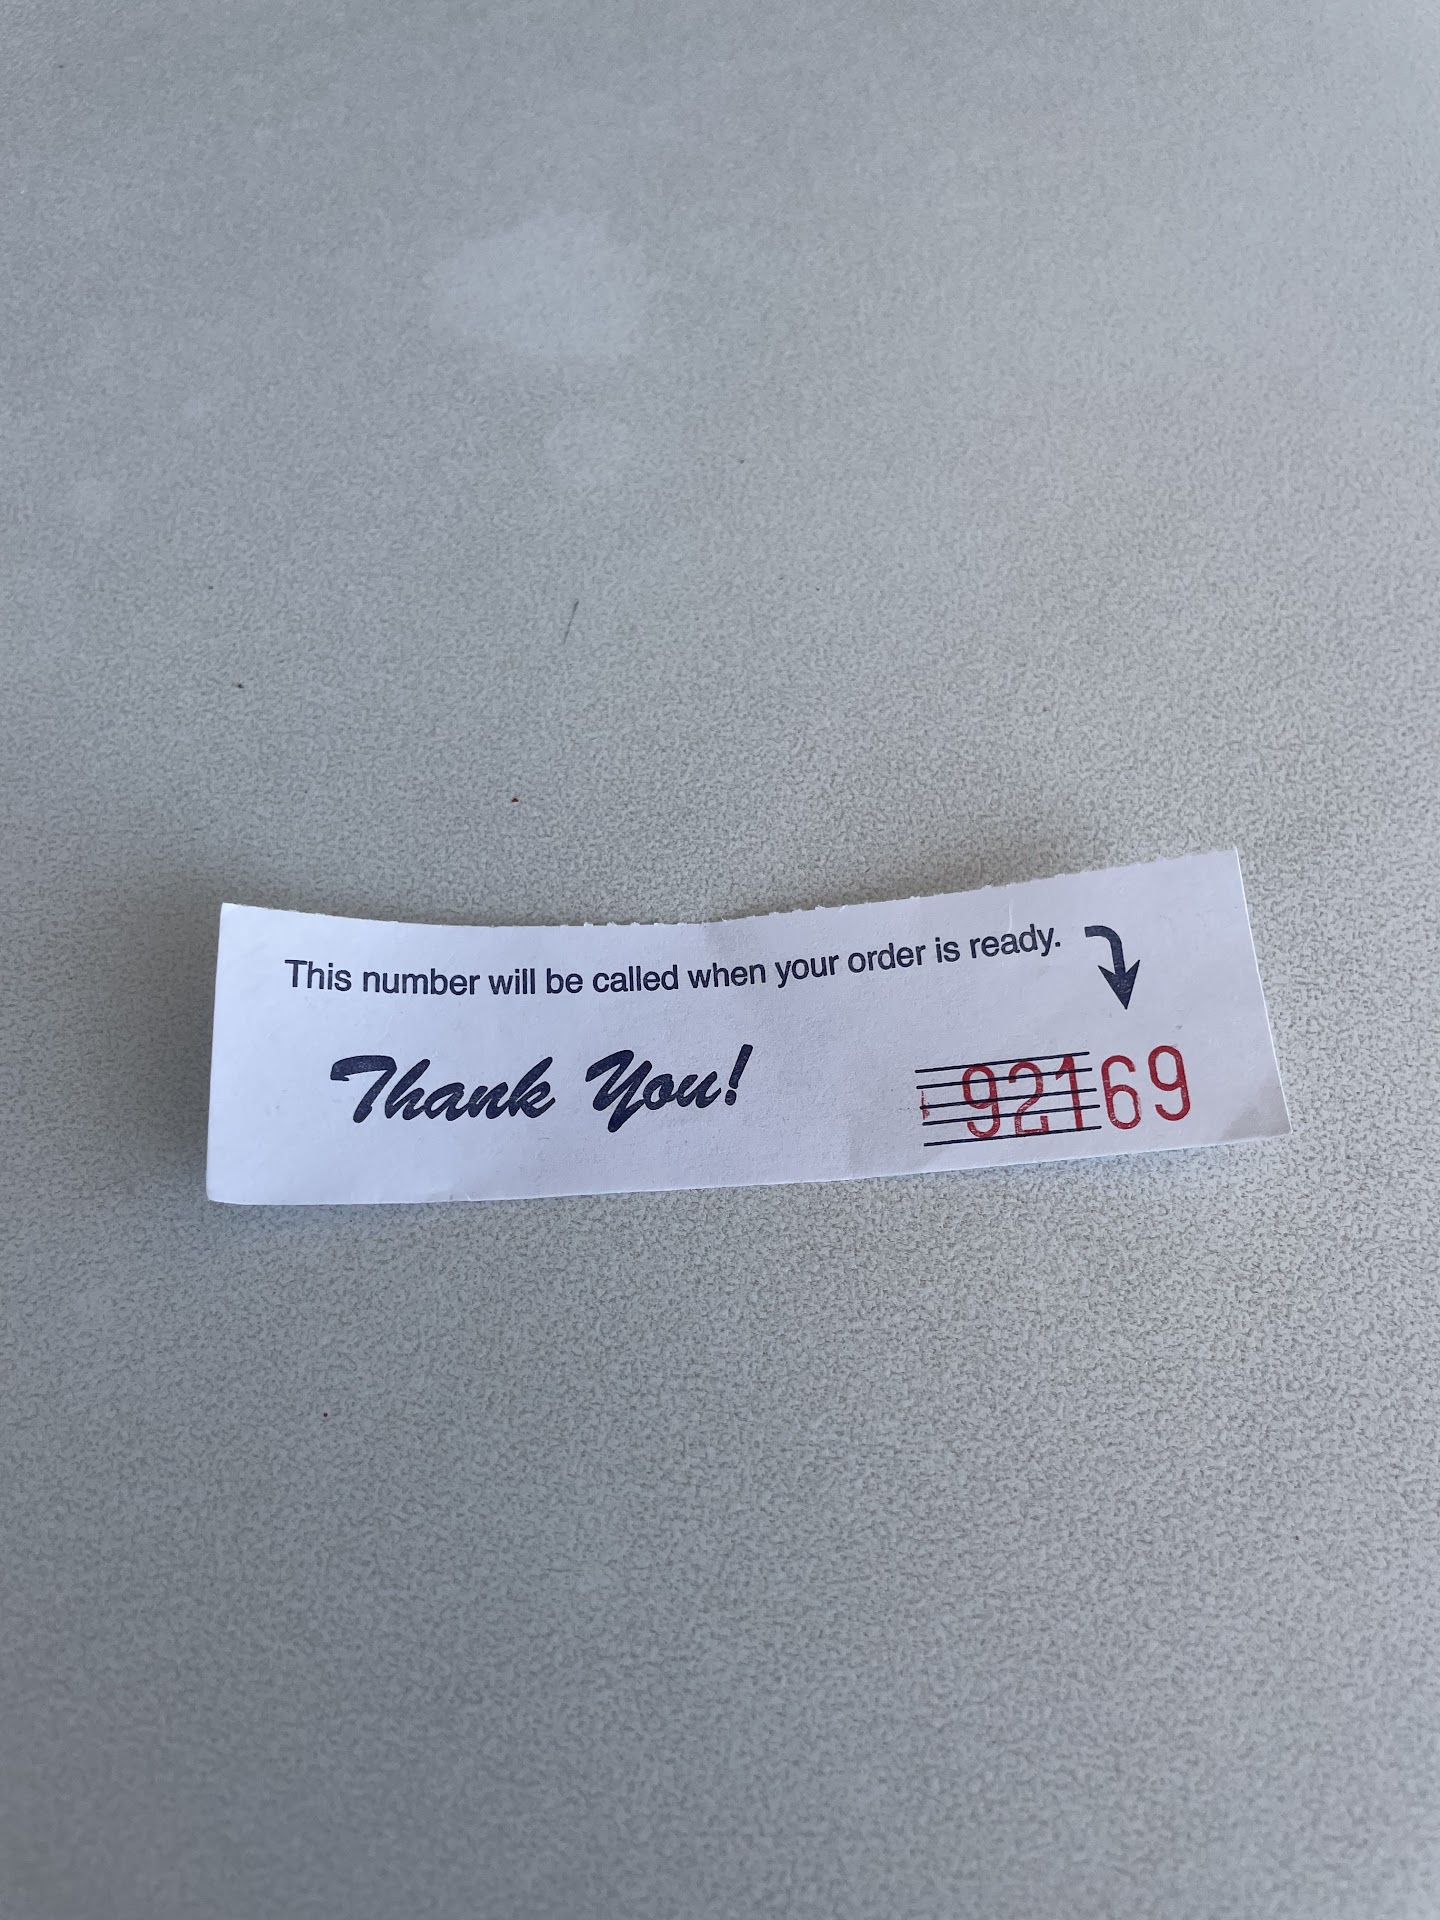 This number will be called when your order is ready.
Thank You!
92169